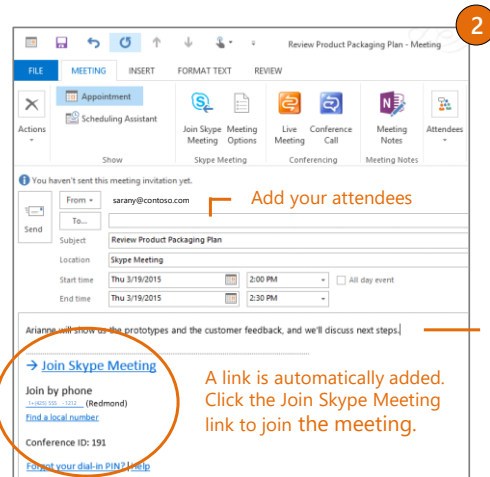 2
Review Product Packaging Plan - Meeting
FILE MEETING INSERT FORMAT TEXT REVIEW
Appointment
Scheduling Assistant
Actions
Join Skype Meeting
Meeting Options
Live Meeting
Conference Call
Meeting Notes
Attendees
Show Skype Meeting Conferencing Meeting Notes
You haven't sent this meeting invitation yet.
From sarany@contoso.com
Add your attendees
To...
Send
Subject Review Product Packaging Plan
Location Skype Meeting
Start time Thu 3/19/2015 2:00 PM All day event
End time Thu 3/19/2015 2:30 PM
Arianne will show us the prototypes and the customer feedback, and we'll discuss next steps.
→ Join Skype Meeting
Join by phone
(Redmond)
Find a local number
Conference ID: 191
Forgot your dial-in PIN? | Help
A link is automatically added.
Click the Join Skype Meeting
link to join the meeting.